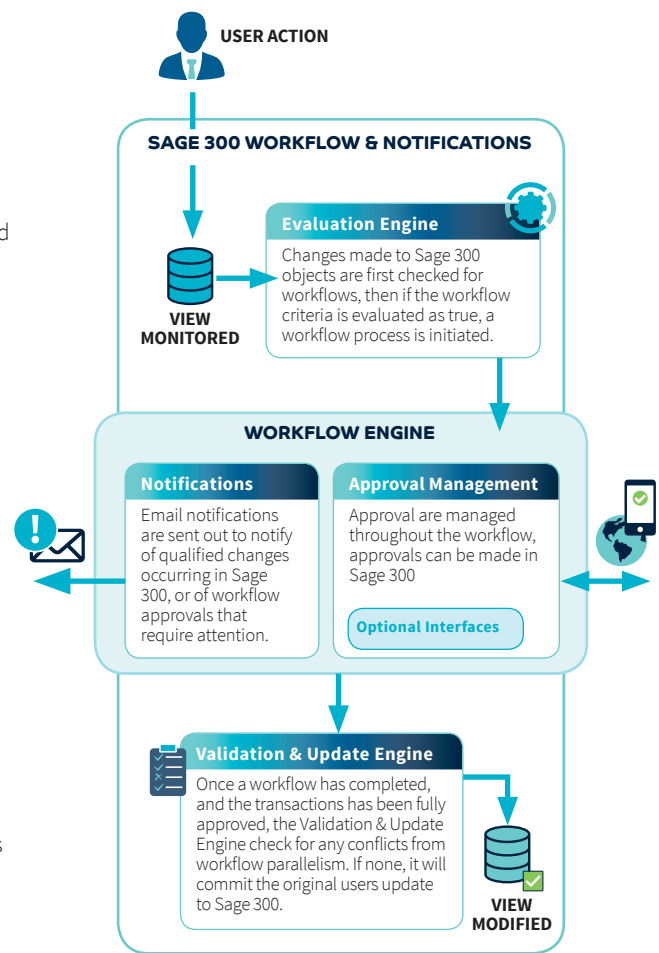 USER ACTION
SAGE 300 WORKFLOW & NOTIFICATIONS
d
Evaluation Engine
Changes made to Sage 300
objects are first checked for
workflows, then if the workflow
criteria is evaluated as true, a
workflow process is initiated.
VIEW
MONITORED
WORKFLOW ENGINE
Notifications
Email notifications
are sent out to notify
of qualified changes
occurring in Sage
300, or of workflow
approvals that
require attention.
Approval Management
Approval are managed
throughout the workflow,
approvals can be made in
Sage 300
Optional Interfaces
Validation & Update Engine
Once a workflow has completed,
and the transactions has been fully
approved, the Validation & Update
Engine check for any conflicts from
workflow parallelism. If none, it will
commit the original users update
to Sage 300.
s
VIEW
MODIFIED